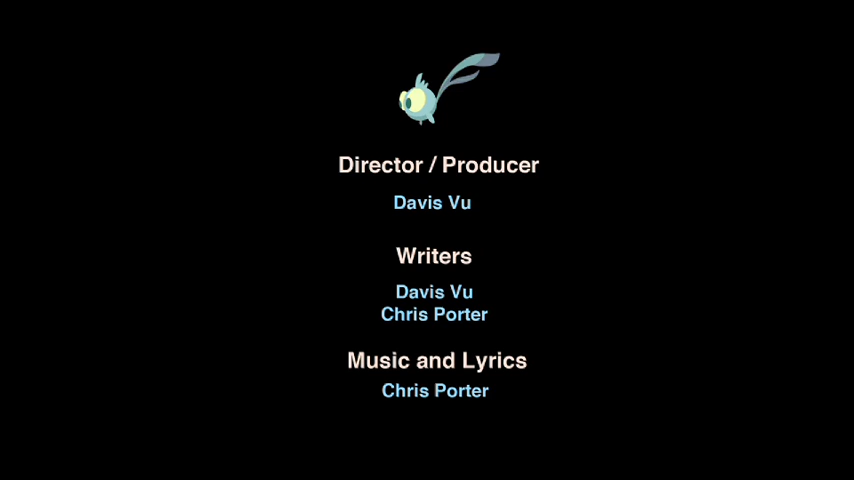 Director / Producer
Davis Vu
Writers
Davis Vu
Chris Porter
Music and Lyrics
Chris Porter